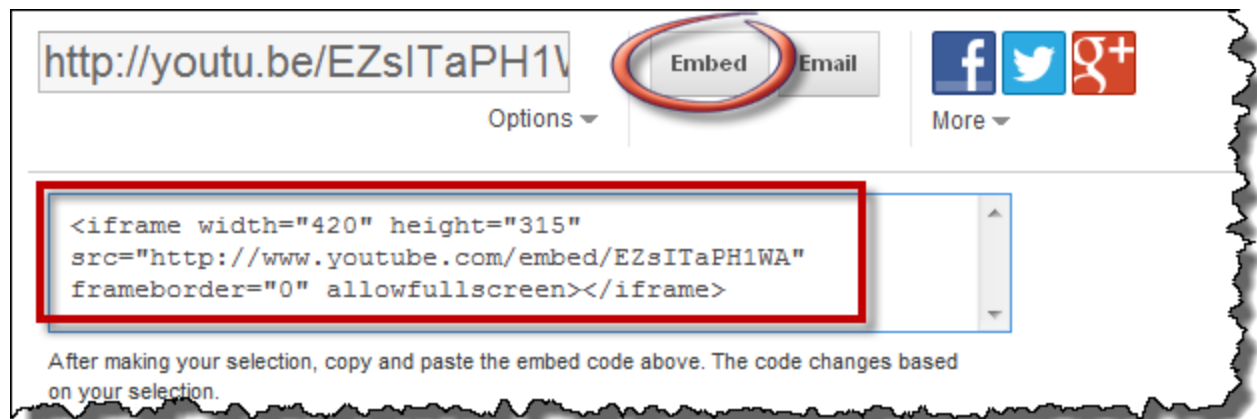 http://youtu.be/EZsITaPH1
Embed
Email
Options
More
<iframe width="420" height="315"
src="http://www.youtube.com/embed/EZsITaPH1WA"
frameborder="0" allowfullscreen></iframe>
After making your selection, copy and paste the embed code above. The code changes based
on your selection.